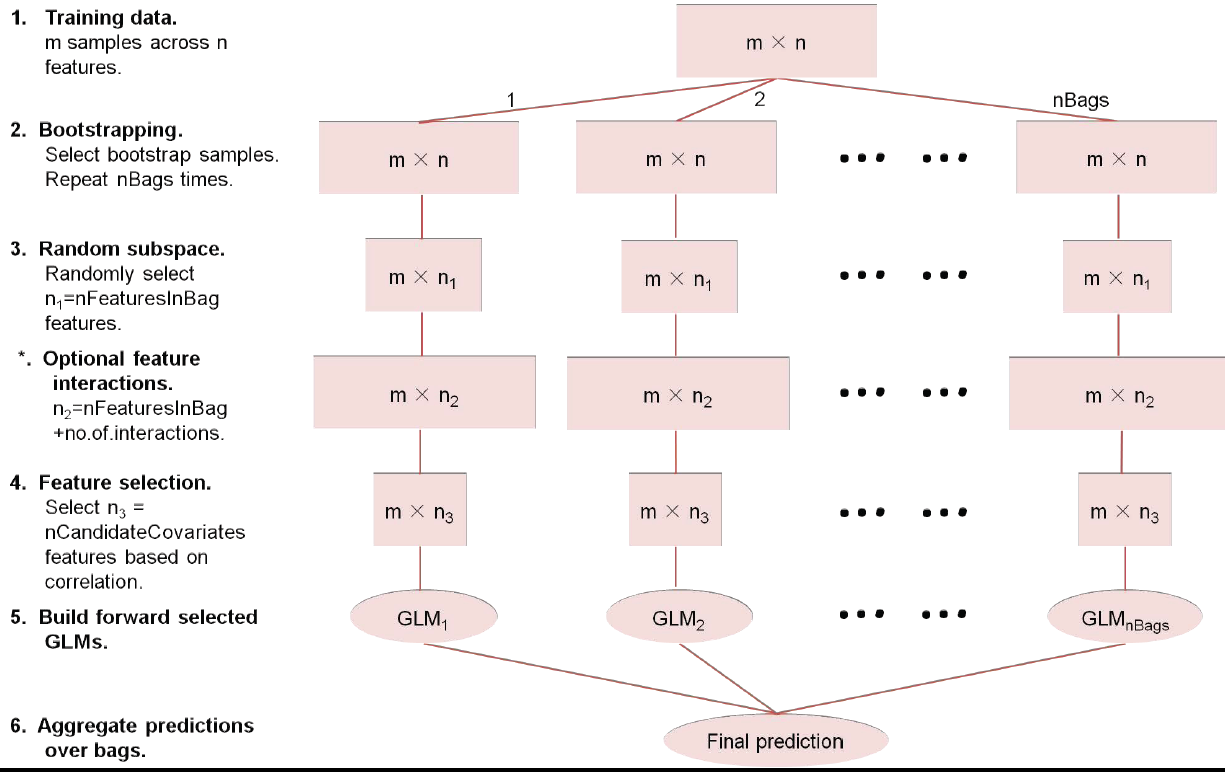 1. Training data.
m samples across n
features.
m × n
1
2
nBags
2. Bootstrapping.
Select bootstrap samples.
Repeat nBags times.
m × n
m × n
m × n
3. Random subspace.
Randomly select
n₁=nFeaturesInBag
features.
m × n₁
m × n₁
m × n₁
*. Optional feature
interactions.
n₂=nFeaturesInBag
+no.of.interactions.
m × n₂
m × n₂
m × n₂
4. Feature selection.
Select n₃ =
nCandidateCovariates
features based on
correlation.
m × n₃
m × n₃
m × n₃
5. Build forward selected
GLMs.
GLM₁
GLM₂
GLMnBags
6. Aggregate predictions
over bags.
Final prediction